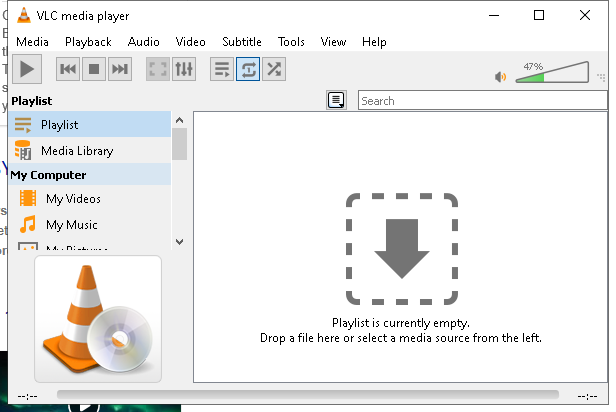 VLC media player
Media Playback Audio Video Subtitle Tools View Help
47%
Playlist
Search
Playlist
Media Library
My Computer
My Videos
My Music
My Pictures
Playlist is currently empty.
Drop a file here or select a media source from the left.
--:-- --:--